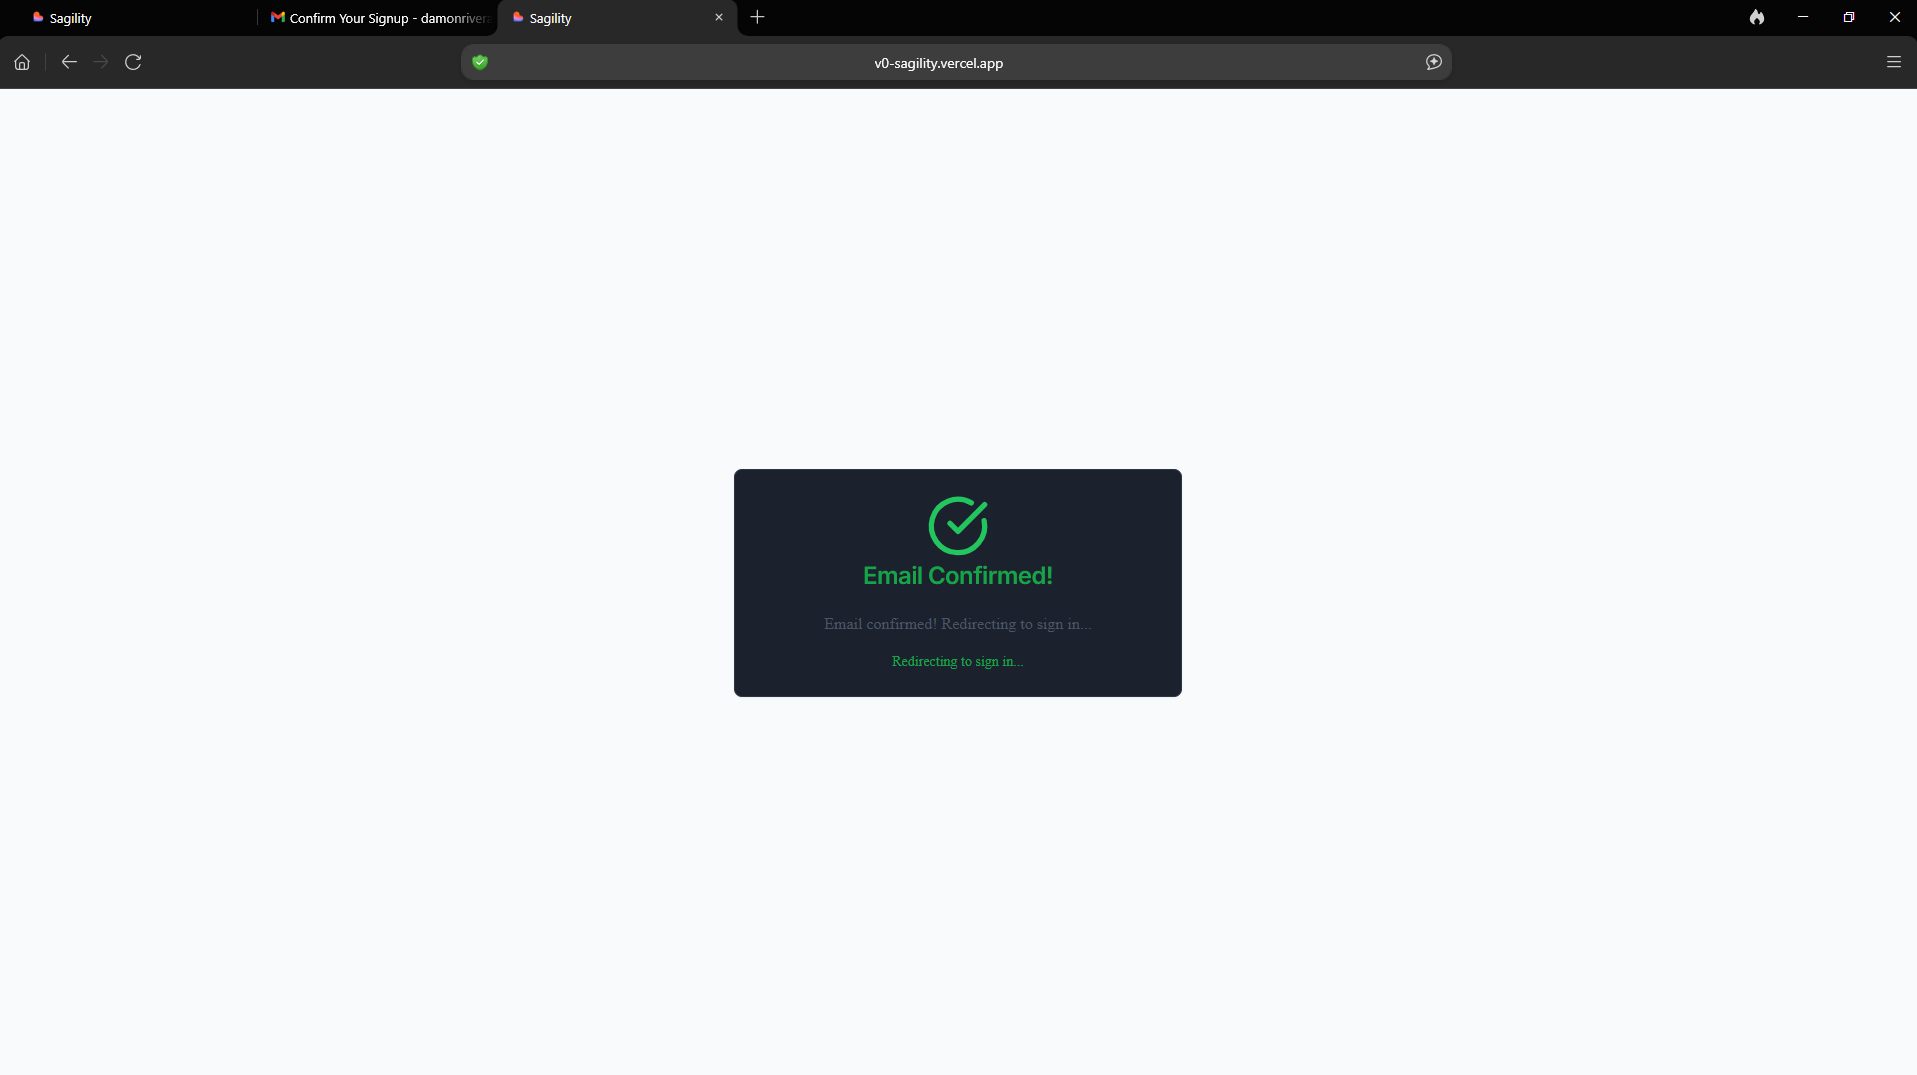 Sagility
Confirm Your Signup - damonrivera
Sagility
v0-sagility.vercel.app
Email Confirmed!
Email confirmed! Redirecting to sign in...
Redirecting to sign in...